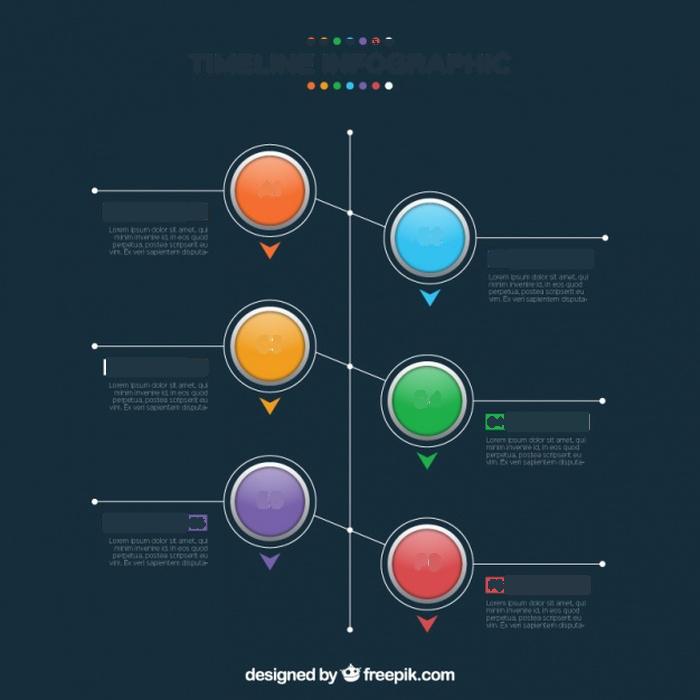 TIMELINE INFOGRAPHIC
Lorem ipsum dolor sit amet, qui
minim invenire id, in eos quod
perpetua, postea scripserit eu
vim. Ex veri sapientem disputa-
Lorem ipsum dolor sit amet, qui
minim invenire id, in eos quod
perpetua, postea scripserit eu
vim. Ex veri sapientem disputa-
Lorem ipsum dolor sit amet, qui
minim invenire id, in eos quod
perpetua, postea scripserit eu
vim. Ex veri sapientem disputa-
Lorem ipsum dolor sit amet, qui
minim invenire id, in eos quod
perpetua, postea scripserit eu
vim. Ex veri sapientem disputa-
Lorem ipsum dolor sit amet, qui
minim invenire id, in eos quod
perpetua, postea scripserit eu
vim. Ex veri sapientem disputa-
Lorem ipsum dolor sit amet, qui
minim invenire id, in eos quod
perpetua, postea scripserit eu
vim. Ex veri sapientem disputa-
designed by freepik.com